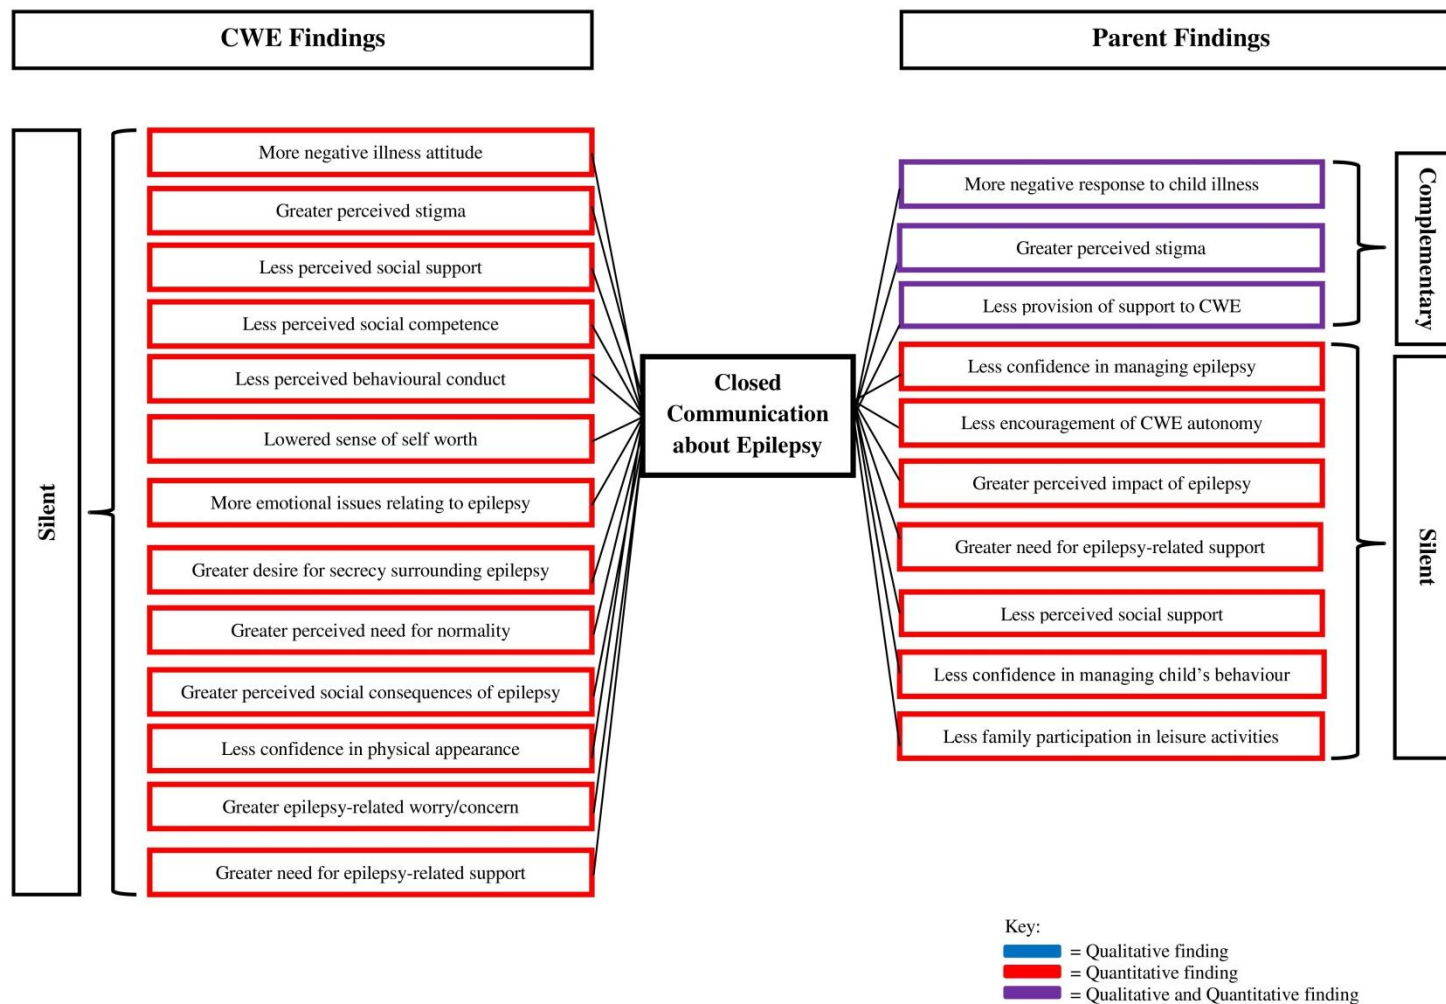 CWE Findings
Parent Findings
Silent
More negative illness attitude
Greater perceived stigma
Less perceived social support
Less perceived social competence
Less perceived behavioural conduct
Lowered sense of self worth
More emotional issues relating to epilepsy
Greater desire for secrecy surrounding epilepsy
Greater perceived need for normality
Greater perceived social consequences of epilepsy
Less confidence in physical appearance
Greater epilepsy-related worry/concern
Greater need for epilepsy-related support
Closed
Communication
about Epilepsy
More negative response to child illness
Greater perceived stigma
Less provision of support to CWE
Less confidence in managing epilepsy
Less encouragement of CWE autonomy
Greater perceived impact of epilepsy
Greater need for epilepsy-related support
Less perceived social support
Less confidence in managing child’s behaviour
Less family participation in leisure activities
Complementary
Silent
Key:
= Qualitative finding
= Quantitative finding
= Qualitative and Quantitative finding